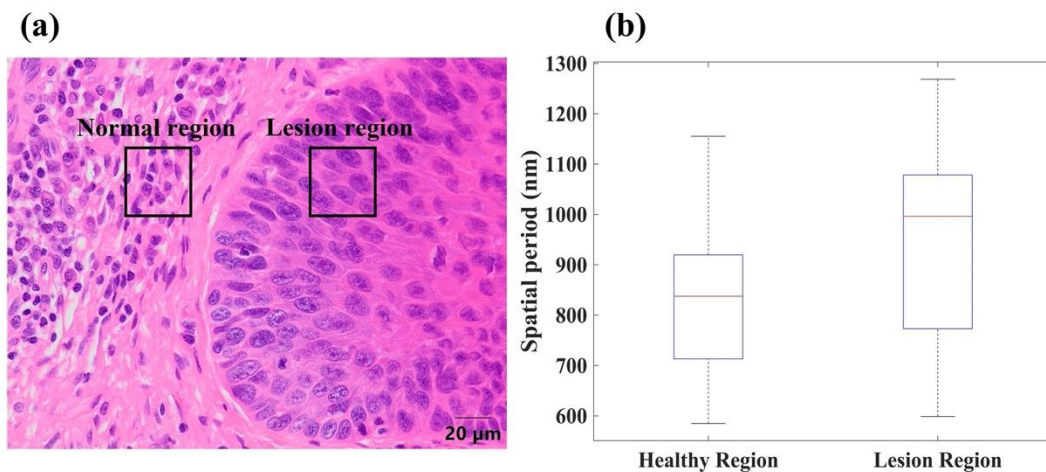 (a)
(b)
Normal region
Lesion region
20 μm
Spatial period (nm)
1300
1200
1100
1000
900
800
700
600
Healthy Region
Lesion Region